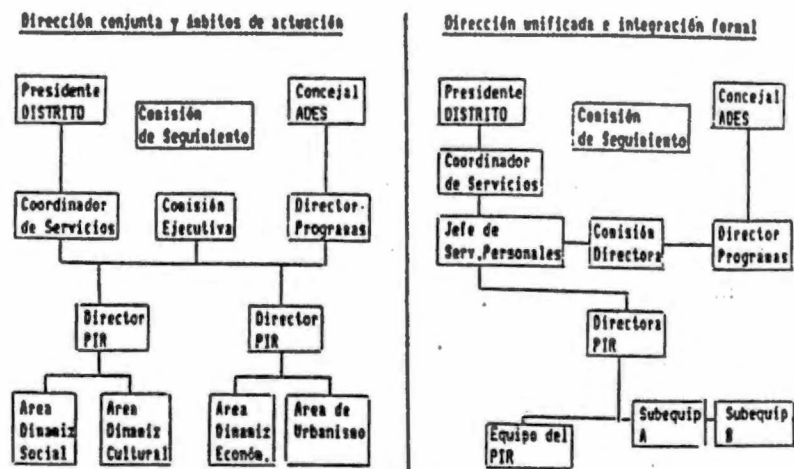 Dirección conjunta y ámbitos de actuación
Presidente
DISTRITO
Comisión
de Seguimiento
Concejal
ADES
Coordinador
de Servicios
Comisión
Ejecutiva
Director-
Programas
Director
PIR
Director
PIR
Area
Dinamiz
Social
Area
Dinamiz
Cultural
Area
Dinamiz
Económ.
Area de
Urbanismo
Dirección unificada e integración formal
Presidente
DISTRITO
Comisión
de Seguimiento
Concejal
ADES
Coordinador
de Servicios
Jefe de
Serv.Personales
Comisión
Directora
Director
Programas
Directora
PIR
Equipo del
PIR
Subequip
A
Subequip
B